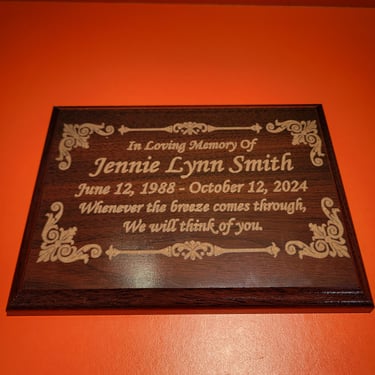 In Loving Memory Of
Jennie Lynn Smith
June 12, 1988 - October 12, 2024
Whenever the breeze comes through,
We will think of you.